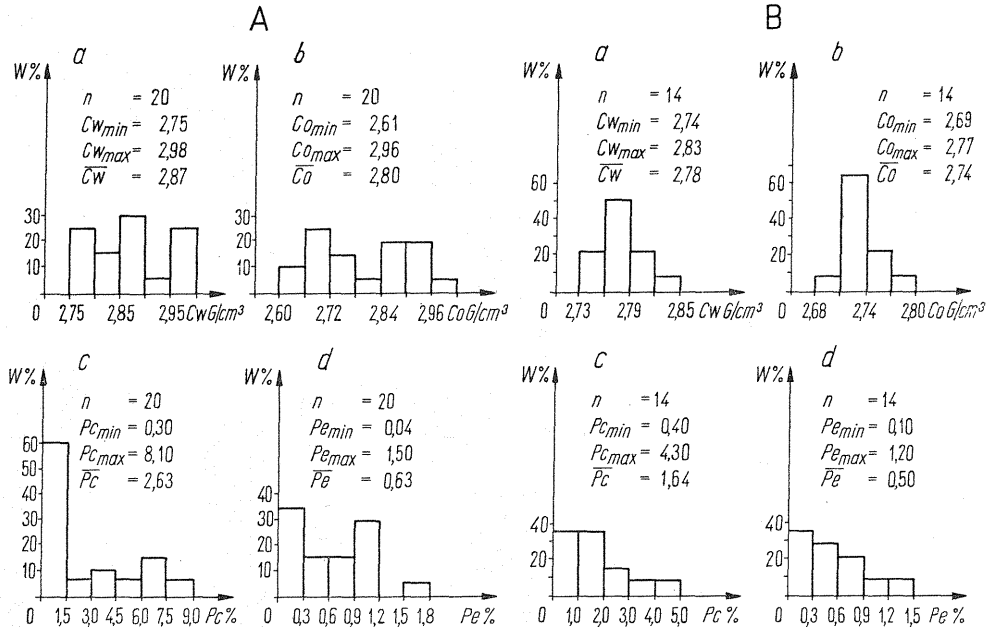 A
B
a
W%
n = 20
Cwmin = 2,75
Cwmax = 2,98
C̅w̅ = 2,87
30
20
10
0 2,75 2,85 2,95 Cw G/cm³
b
W%
n = 20
Comin = 2,61
Comax = 2,96
C̅o̅ = 2,80
30
20
10
2,60 2,72 2,84 2,96 Co G/cm³
a
W%
n = 14
Cwmin = 2,74
Cwmax = 2,83
C̅w̅ = 2,78
60
40
20
0 2,73 2,79 2,85 Cw G/cm³
b
W%
n = 14
Comin = 2,69
Comax = 2,77
C̅o̅ = 2,74
60
40
20
0 2,68 2,74 2,80 Co G/cm³
c
W%
n = 20
Pcmin = 0,30
Pcmax = 8,10
P̅c̅ = 2,63
60
50
40
30
20
10
0 1,5 3,0 4,5 6,0 7,5 9,0 Pc %
d
W%
n = 20
Pemin = 0,04
Pemax = 1,50
P̅e̅ = 0,63
40
30
20
10
0 0,3 0,6 0,9 1,2 1,5 1,8 Pe %
c
W%
n = 14
Pcmin = 0,40
Pcmax = 4,30
P̅c̅ = 1,64
40
20
0 1,0 2,0 3,0 4,0 5,0 Pc %
d
W%
n = 14
Pemin = 0,10
Pemax = 1,20
P̅e̅ = 0,50
40
20
0 0,3 0,6 0,9 1,2 1,5 Pe %